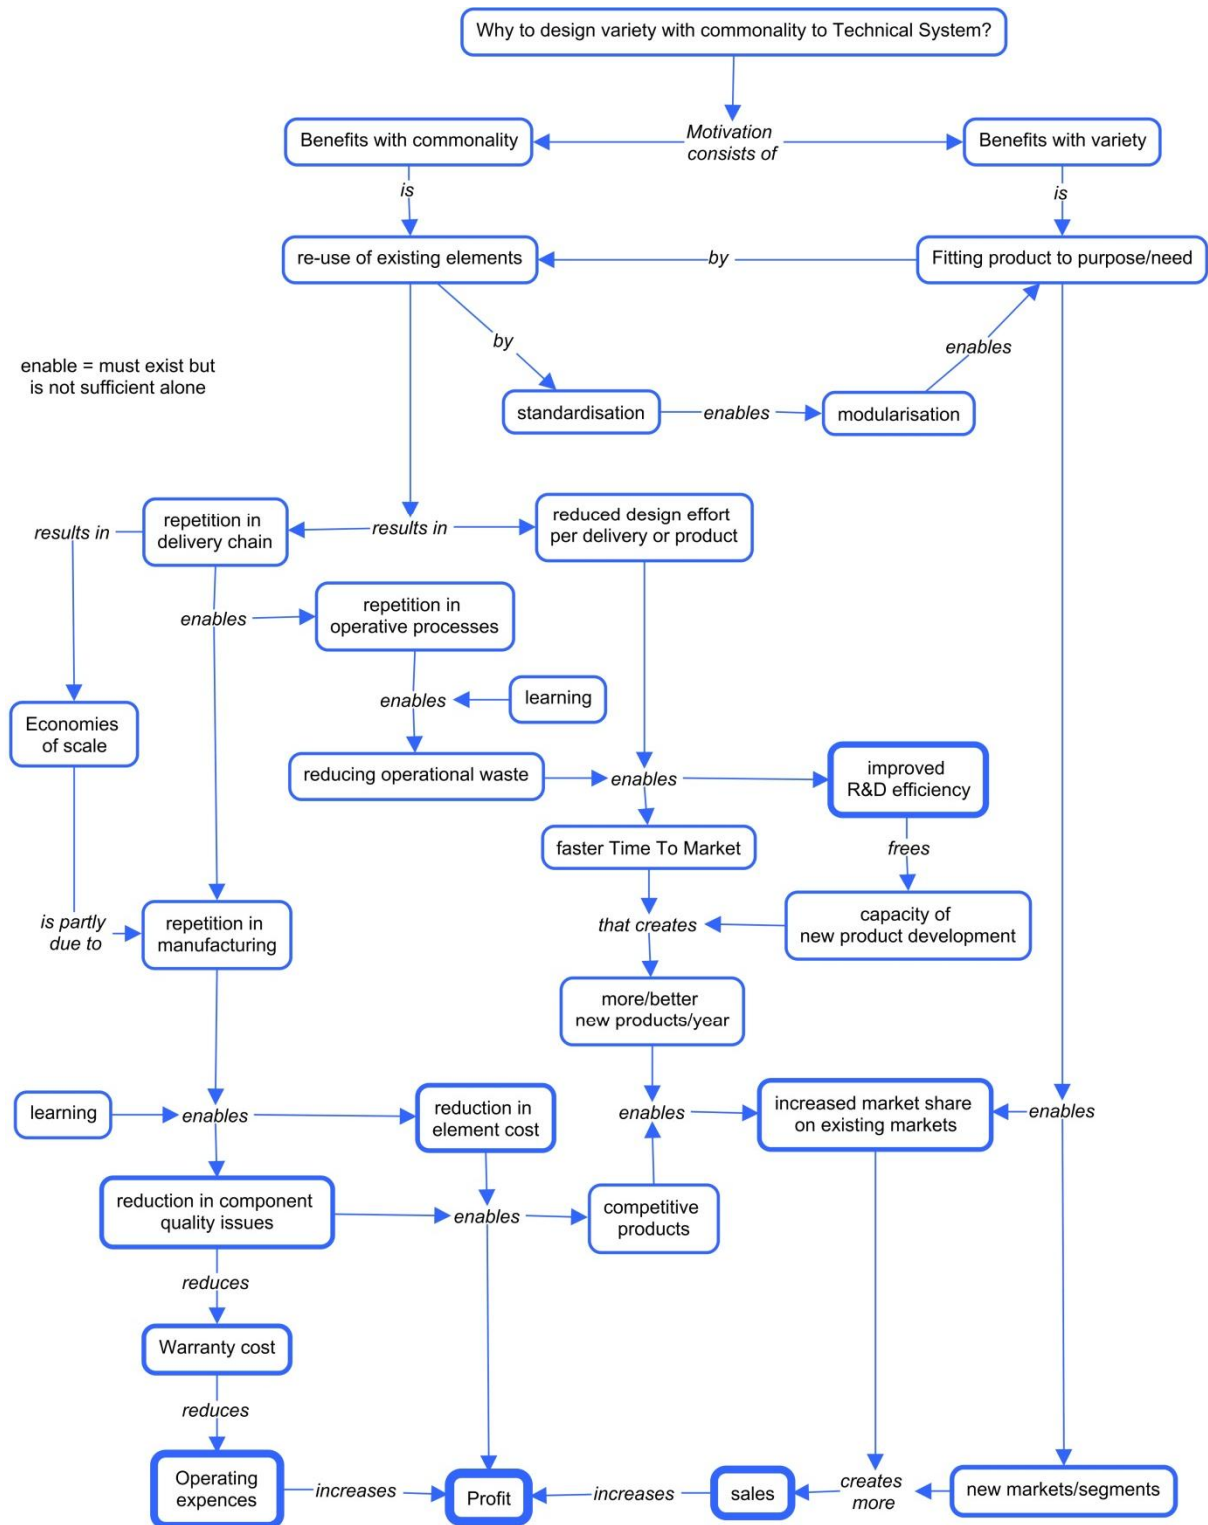 Why to design variety with commonality to Technical System?
Benefits with commonality
Motivation
consists of
Benefits with variety
is
is
re-use of existing elements
by
Fitting product to purpose/need
by
enables
enable = must exist but
is not sufficient alone
standardisation
enables
modularisation
results in
repetition in
delivery chain
results in
reduced design effort
per delivery or product
enables
repetition in
operative processes
enables
learning
Economies
of scale
reducing operational waste
enables
improved
R&D efficiency
faster Time To Market
frees
is partly
due to
repetition in
manufacturing
that creates
capacity of
new product development
more/better
new products/year
learning
enables
reduction in
element cost
enables
increased market share
on existing markets
enables
reduction in component
quality issues
enables
competitive
products
reduces
Warranty cost
reduces
Operating
expences
increases
Profit
increases
sales
creates
more
new markets/segments